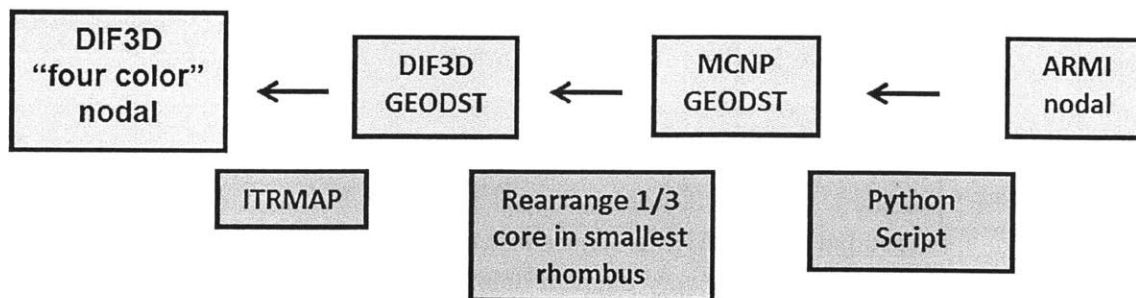 DIF3D
“four color”
nodal
DIF3D
GEODST
MCNP
GEODST
ARMI
nodal
ITRMAP
Rearrange 1/3
core in smallest
rhombus
Python
Script